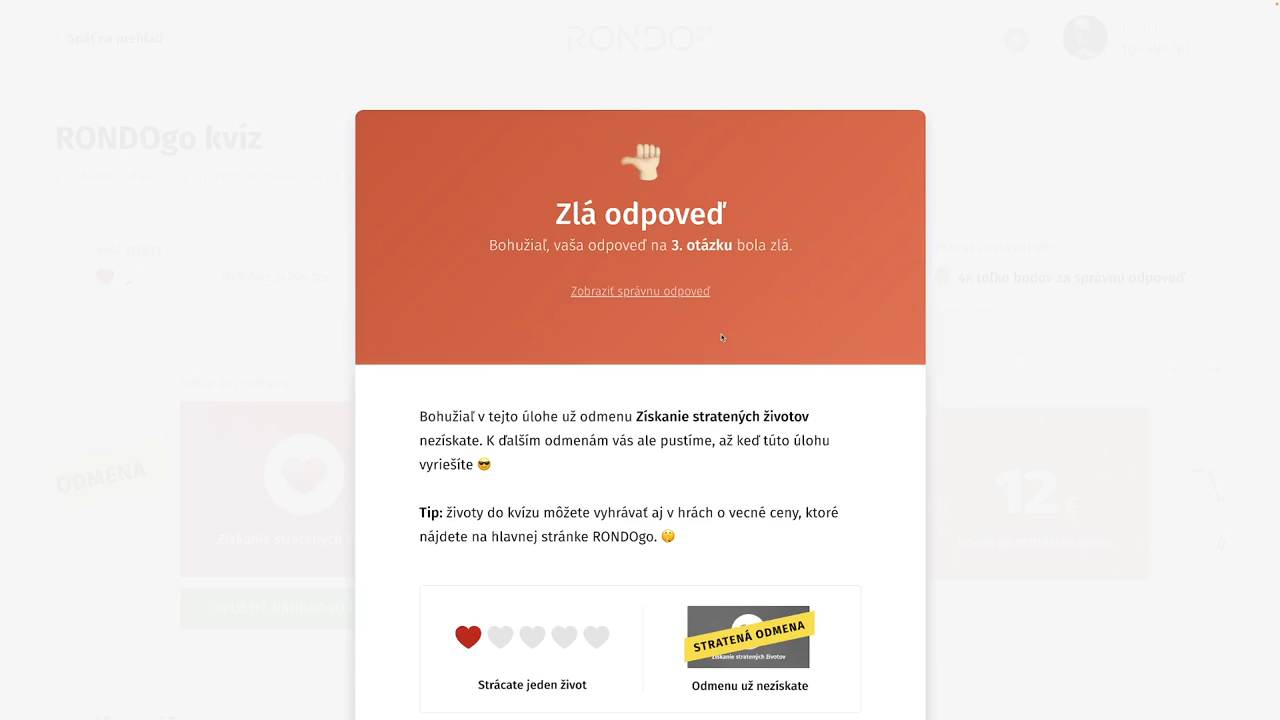 Späť na prehľad
RONDOgo
RONDOgo kvíz
4x toľko bodov za správnu odpoveď
Zlá odpoveď
Bohužiaľ, vaša odpoveď na 3. otázku bola zlá.
Zobraziť správnu odpoveď
Bohužiaľ v tejto úlohe už odmenu Získanie stratených životov
nezískate. K ďalším odmenám vás ale pustíme, až keď túto úlohu
vyriešite 😎
Tip: životy do kvízu môžete vyhrávať aj v hrách o vecné ceny, ktoré
nájdete na hlavnej stránke RONDOgo. 🤫
ODMENA
Získanie stratených
12 €
STRATENÁ ODMENA
Získanie stratených životov
Strácate jeden život
Odmenu už nezískate